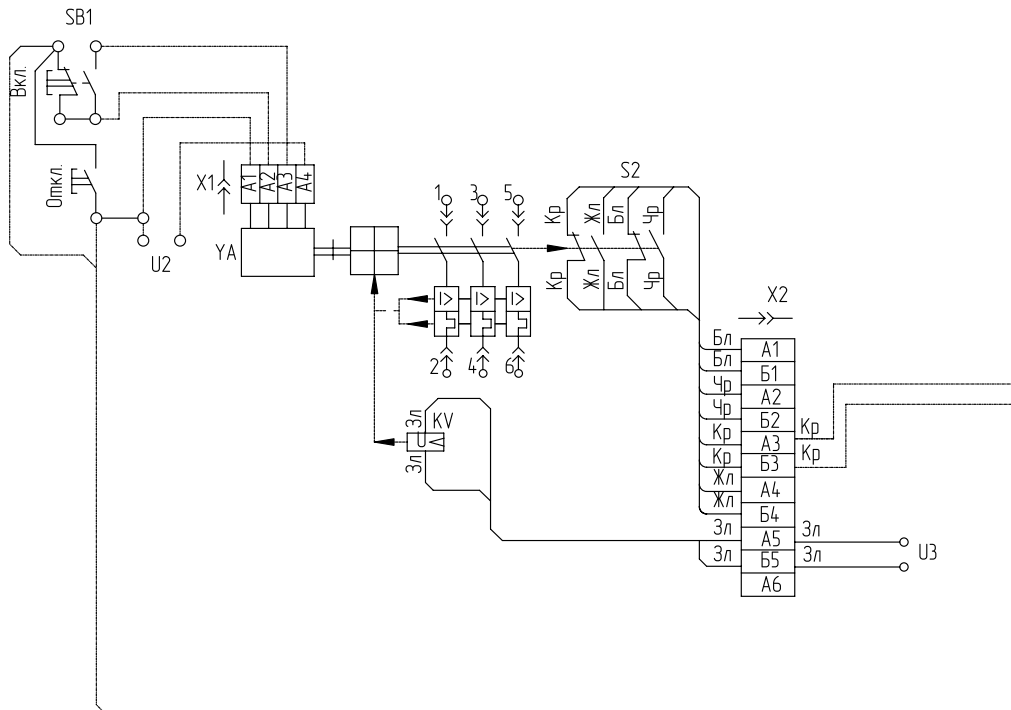 SB1
Вкл.
Откл.
X1
A1
A2
A3
A4
YA
U2
1
3
5
2
4
6
S2
Кр
Жл
Бл
Чр
Кр
Жл
Бл
Чр
KV
Зл
Зл
X2
Бл
A1
Бл
Б1
Чр
A2
Чр
Б2
Кр
A3
Кр
Кр
Б3
Кр
Жл
A4
Жл
Б4
Зл
A5
Зл
Зл
Б5
Зл
U3
A6